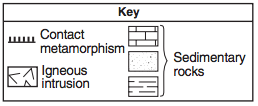 Key
Contact
metamorphism
Igneous
intrusion
Sedimentary
rocks